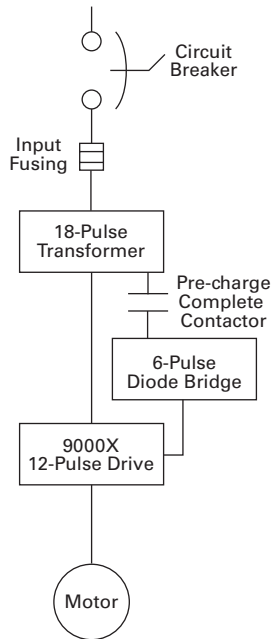 Circuit
Breaker
Input
Fusing
18-Pulse
Transformer
Pre-charge
Complete
Contactor
6-Pulse
Diode Bridge
9000X
12-Pulse Drive
Motor